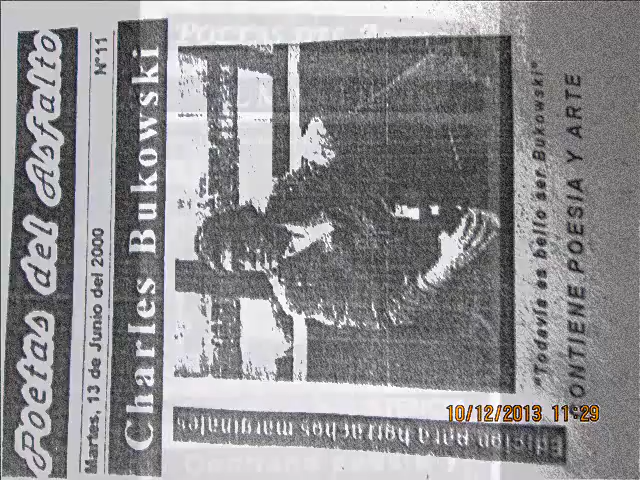 Poetas del Asfalto
Martes, 13 de Junio del 2000 Nº11
Charles Bukowski
"Todavía es bello ser Bukowski"
CONTIENE POESIA Y ARTE
Edición para borrachos marginales
10/12/2013 11:29